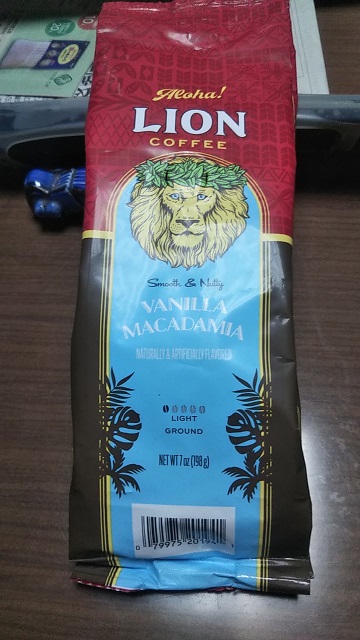 Aloha!
LION
COFFEE
Smooth & Nutty
VANILLA
MACADAMIA
NATURALLY & ARTIFICIALLY FLAVORED
LIGHT
GROUND
NET WT 7 oz (198 g)